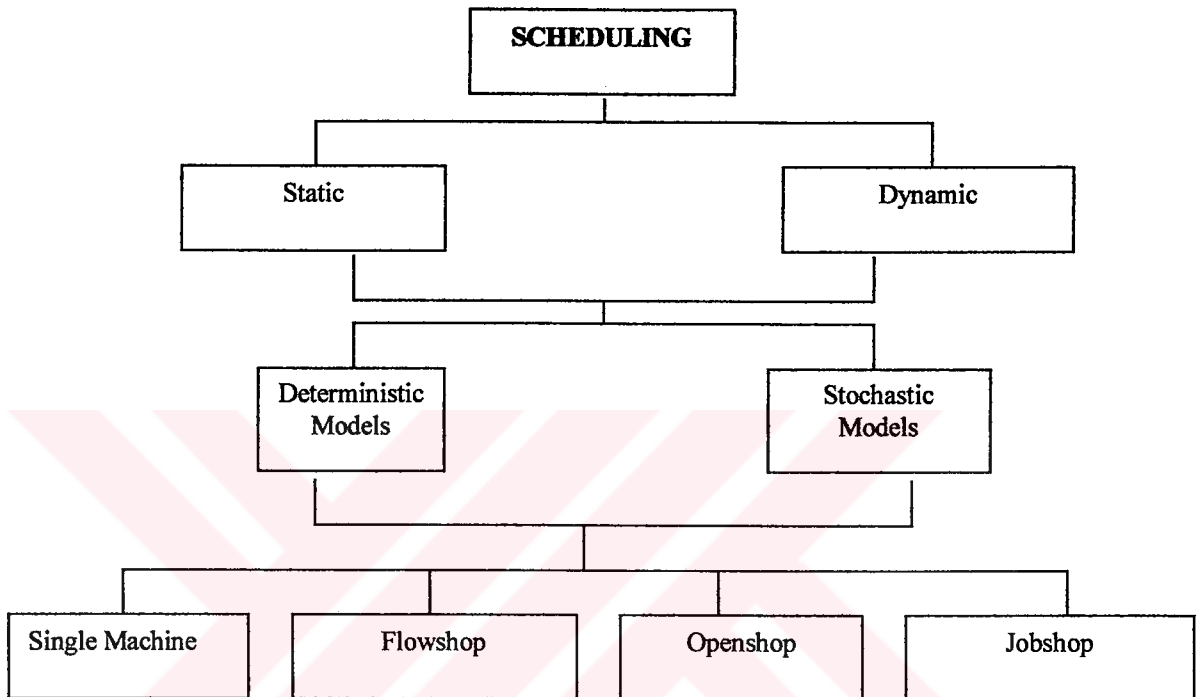 SCHEDULING
Static
Dynamic
Deterministic
Models
Stochastic
Models
Single Machine
Flowshop
Openshop
Jobshop